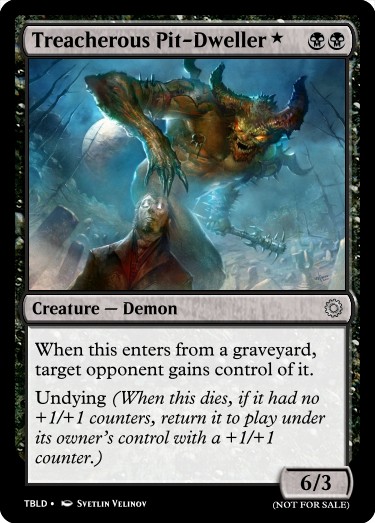 Treacherous Pit-Dweller★
Creature — Demon
When this enters from a graveyard,
target opponent gains control of it.
Undying (When this dies, if it had no
+1/+1 counters, return it to play under
its owner's control with a +1/+1
counter.)
6/3
TBLD • Svetlin Velinov
(NOT FOR SALE)